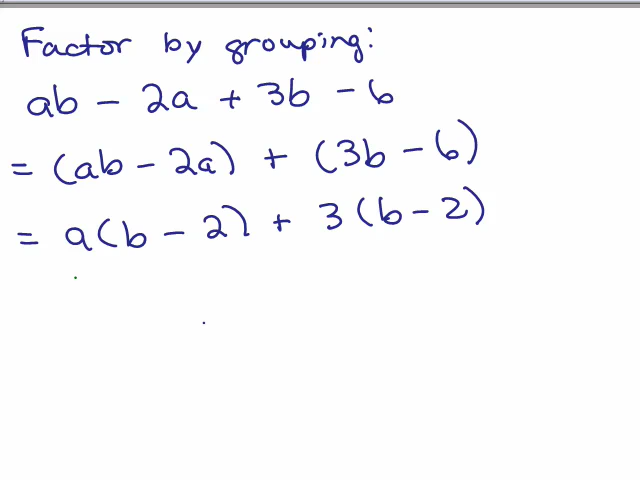 Factor by grouping:
ab - 2a + 3b - 6
= (ab - 2a) + (3b - 6)
= a(b - 2) + 3(b - 2)